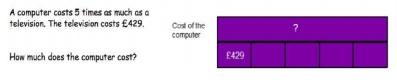 A computer costs 5 times as much as a
television. The television costs £429.
How much does the computer cost?
Cost of the
computer
?
£429